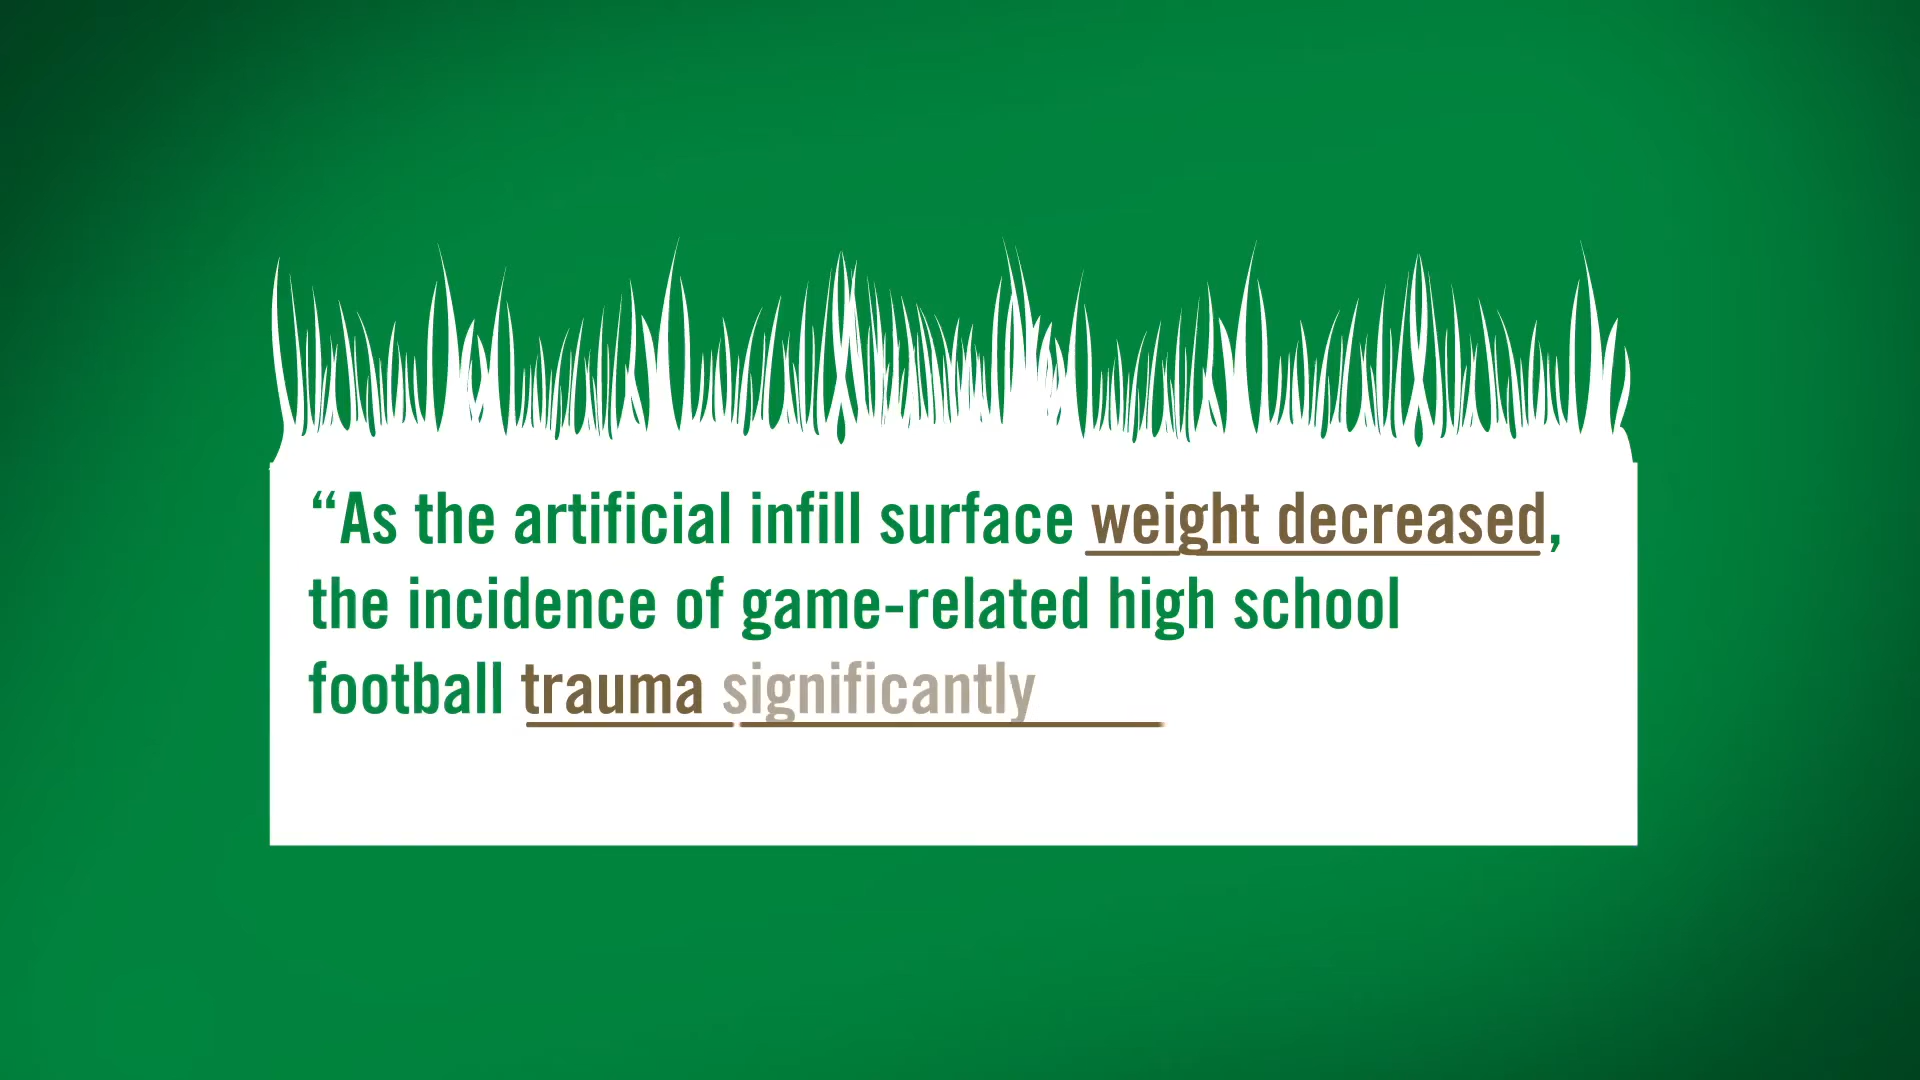 “As the artificial infill surface weight decreased,
the incidence of game-related high school
football trauma significantly